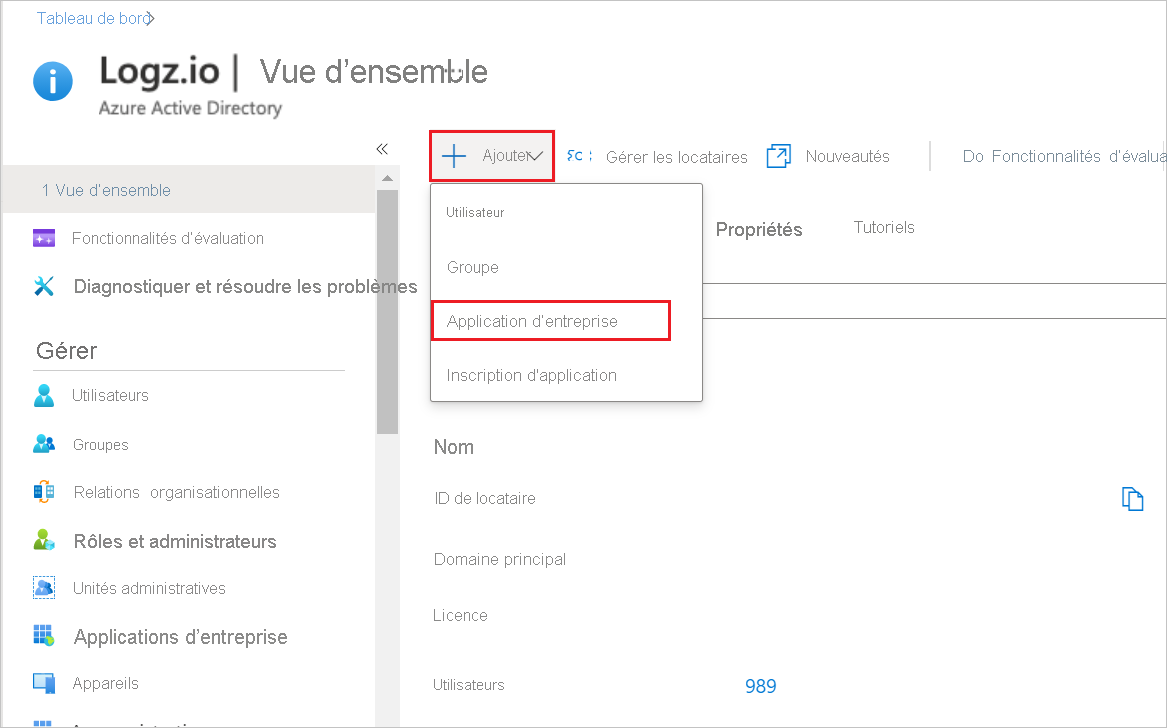 Tableau de bord
Logz.io | Vue d’ensemble
Azure Active Directory
Ajouter
Gérer les locataires
Nouveautés
Do Fonctionnalités d’évalua
1 Vue d’ensemble
Fonctionnalités d’évaluation
Diagnostiquer et résoudre les problèmes
Gérer
Utilisateurs
Groupes
Relations organisationnelles
Rôles et administrateurs
Unités administratives
Applications d’entreprise
Appareils
Utilisateur
Groupe
Application d’entreprise
Inscription d'application
Propriétés
Tutoriels
Nom
ID de locataire
Domaine principal
Licence
Utilisateurs
989